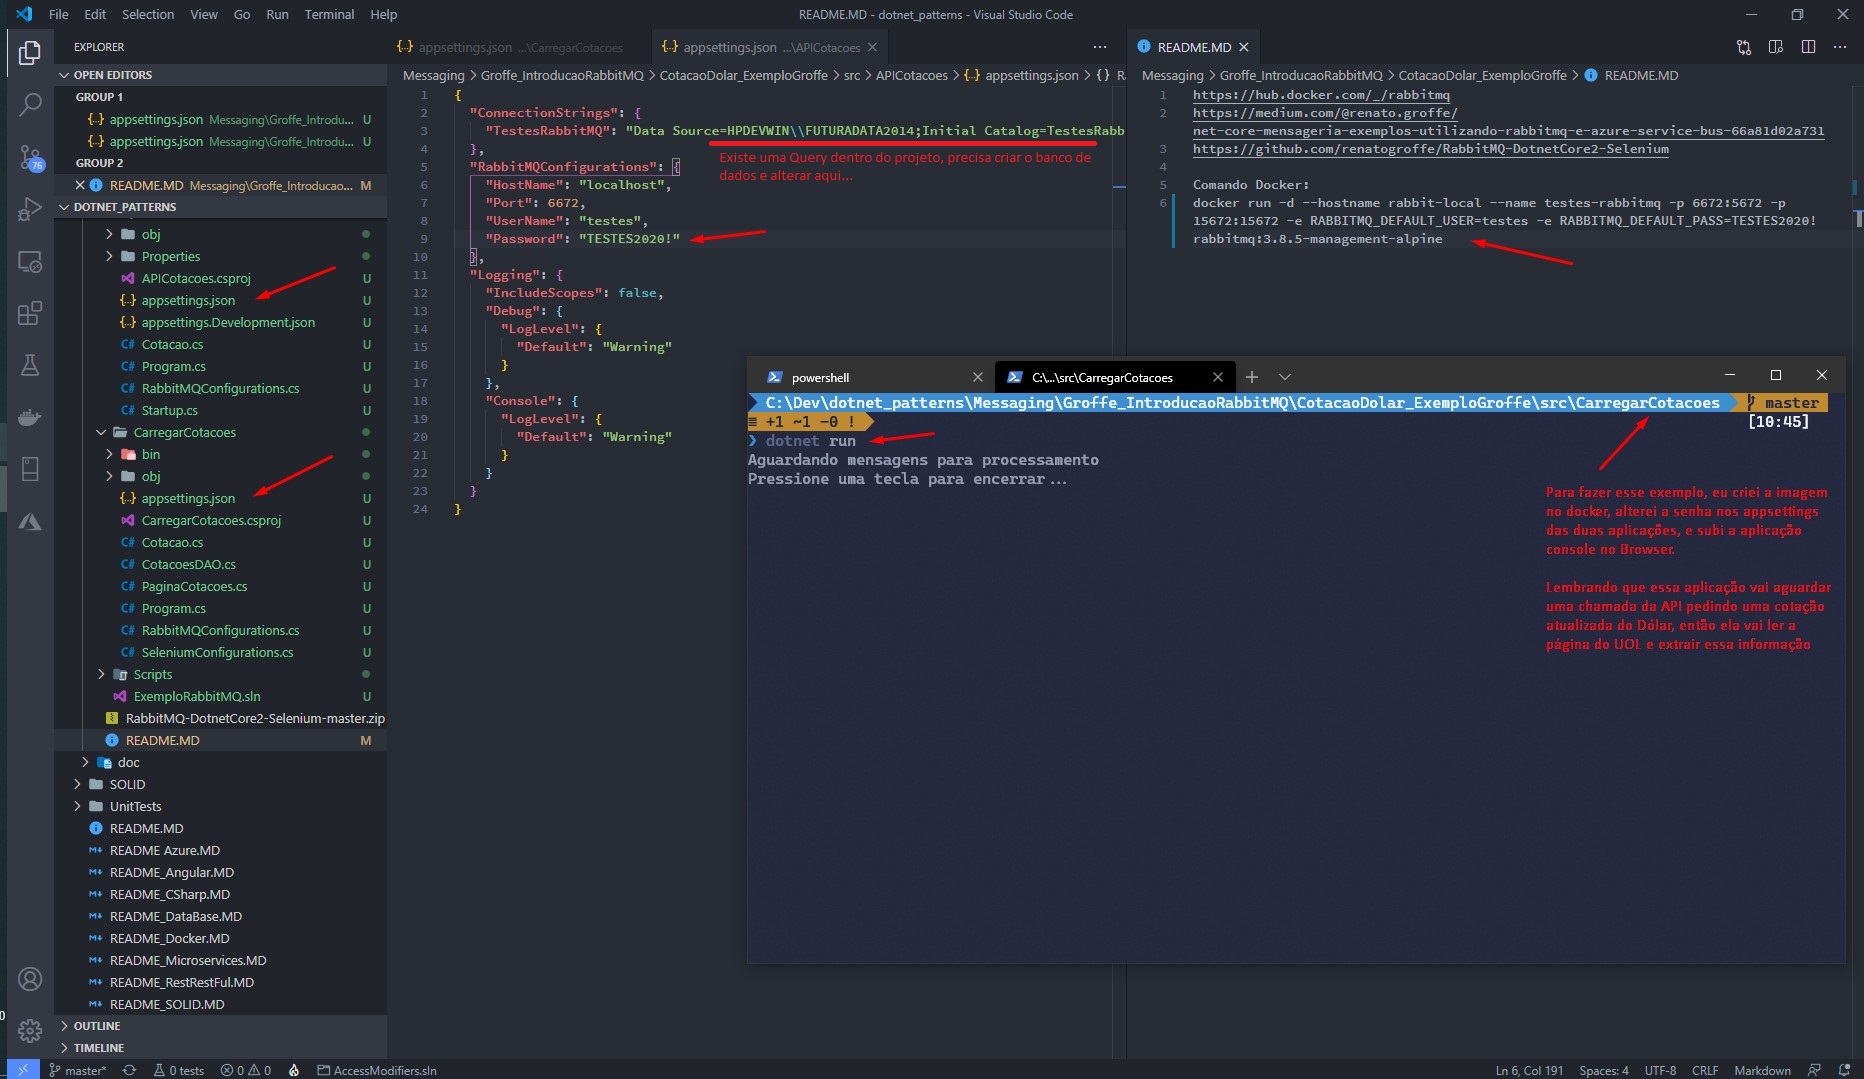 File Edit Selection View Go Run Terminal Help
README.MD - dotnet_patterns - Visual Studio Code
EXPLORER
OPEN EDITORS
GROUP 1
appsettings.json Messaging\Groffe_Introdu... U
appsettings.json Messaging\Groffe_Introdu... U
GROUP 2
README.MD Messaging\Groffe_Introducao... M
DOTNET_PATTERNS
obj
Properties
APICotacoes.csproj U
appsettings.json U
appsettings.Development.json U
Cotacao.cs U
Program.cs U
RabbitMQConfigurations.cs U
Startup.cs U
CarregarCotacoes
bin
obj
appsettings.json U
CarregarCotacoes.csproj U
Cotacao.cs U
CotacoesDAO.cs U
PaginaCotacoes.cs U
Program.cs U
RabbitMQConfigurations.cs U
SeleniumConfigurations.cs U
Scripts
ExemploRabbitMQ.sln U
RabbitMQ-DotnetCore2-Selenium-master.zip
README.MD M
doc
SOLID
UnitTests
README.MD
README Azure.MD
README_Angular.MD
README_CSharp.MD
README_DataBase.MD
README_Docker.MD
README_Microservices.MD
README_RestRestFul.MD
README_SOLID.MD
OUTLINE
TIMELINE
76
appsettings.json ...\CarregarCotacoes
appsettings.json ...\APICotacoes
Messaging > Groffe_IntroducaoRabbitMQ > CotacaoDolar_ExemploGroffe > src > APICotacoes > {..} appsettings.json > { } R
1 {
2 "ConnectionStrings": {
3 "TestesRabbitMQ": "Data Source=HPDEVWIN\\FUTURADATA2014;Initial Catalog=TestesRabb
4 },
5 "RabbitMQConfigurations": {
6 "HostName": "localhost",
7 "Port": 6672,
8 "UserName": "testes",
9 "Password": "TESTES2020!"
10 },
11 "Logging": {
12 "IncludeScopes": false,
13 "Debug": {
14 "LogLevel": {
15 "Default": "Warning"
16 }
17 },
18 "Console": {
19 "LogLevel": {
20 "Default": "Warning"
21 }
22 }
23 }
24 }
Existe uma Query dentro do projeto, precisa criar o banco de
dados e alterar aqui...
README.MD
Messaging > Groffe_IntroducaoRabbitMQ > CotacaoDolar_ExemploGroffe > README.MD
1 https://hub.docker.com/_/rabbitmq
2 https://medium.com/@renato.groffe/
net-core-mensageria-exemplos-utilizando-rabbitmq-e-azure-service-bus-66a81d02a731
3 https://github.com/renatogroffe/RabbitMQ-DotnetCore2-Selenium
4
5 Comando Docker:
6 docker run -d --hostname rabbit-local --name testes-rabbitmq -p 6672:5672 -p
15672:15672 -e RABBITMQ_DEFAULT_USER=testes -e RABBITMQ_DEFAULT_PASS=TESTES2020!
rabbitmq:3.8.5-management-alpine
powershell
C:\...\src\CarregarCotacoes
C:\Dev\dotnet_patterns\Messaging\Groffe_IntroducaoRabbitMQ\CotacaoDolar_ExemploGroffe\src\CarregarCotacoes master
≡ +1 ~1 -0 !
[10:45]
❯ dotnet run
Aguardando mensagens para processamento
Pressione uma tecla para encerrar...
Para fazer esse exemplo, eu criei a imagem
no docker, alterei a senha nos appsettings
das duas aplicações, e subi a aplicação
console no Browser.
Lembrando que essa aplicação vai aguardar
uma chamada da API pedindo uma cotação
atualizada do Dólar, então ela vai ler a
página do UOL e extrair essa informação
master* 0 tests 0 0 AccessModifiers.sln
Ln 6, Col 191 Spaces: 4 UTF-8 CRLF Markdown